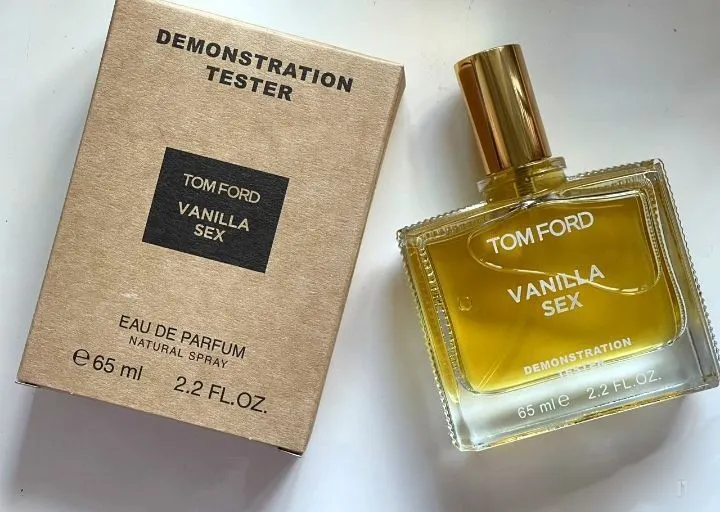 DEMONSTRATION
TESTER
TOM FORD
VANILLA
SEX
EAU DE PARFUM
NATURAL SPRAY
℮ 65 ml 2.2 FL.OZ.
TOM FORD
VANILLA
SEX
DEMONSTRATION
TESTER
65 ml ℮ 2.2 FL.OZ.